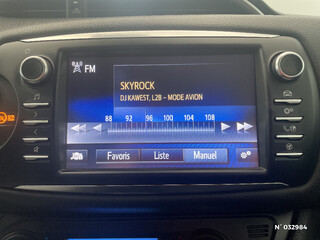 FM
SKYROCK
DJ KAWEST, L2B - MODE AVION
88 92 96 100 104 108
Favoris Liste Manuel
N° 032984